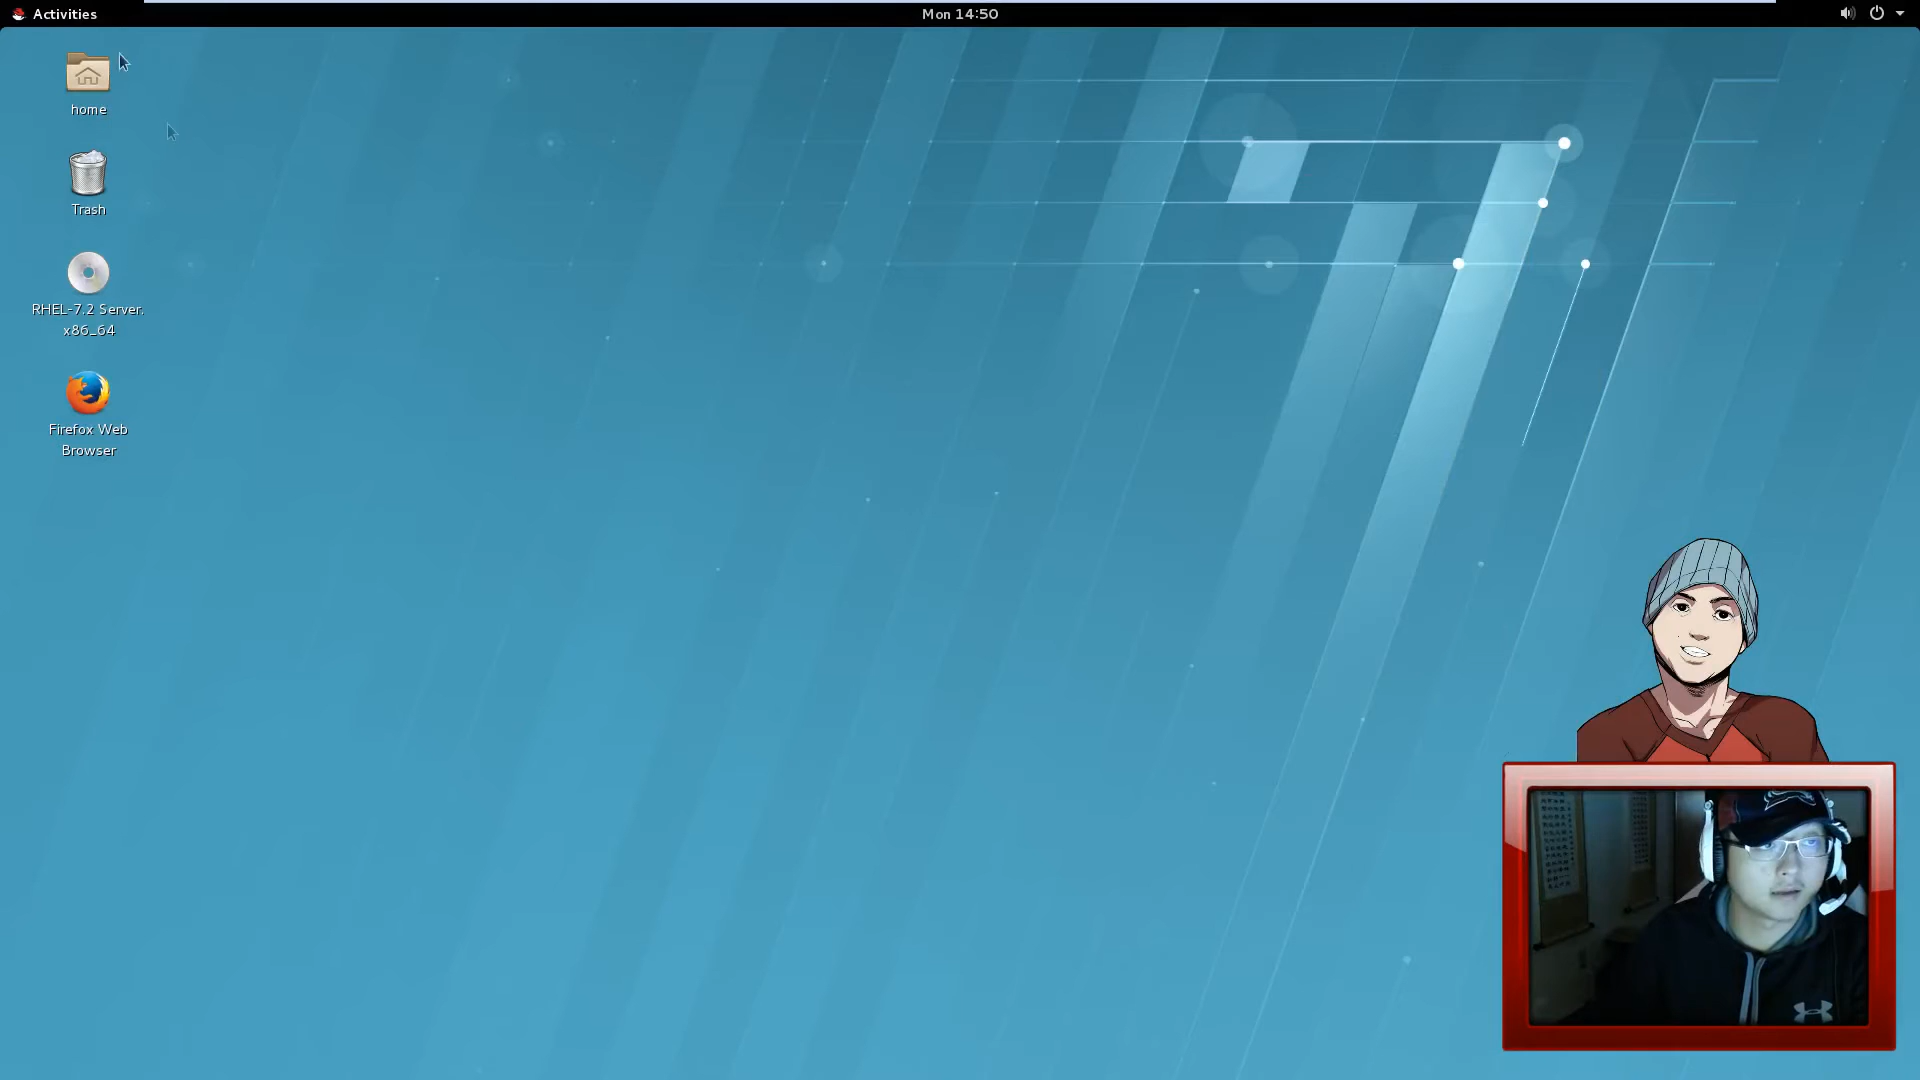 Activities
Mon 14:50
home
Trash
RHEL-7.2 Server.
x86_64
Firefox Web
Browser